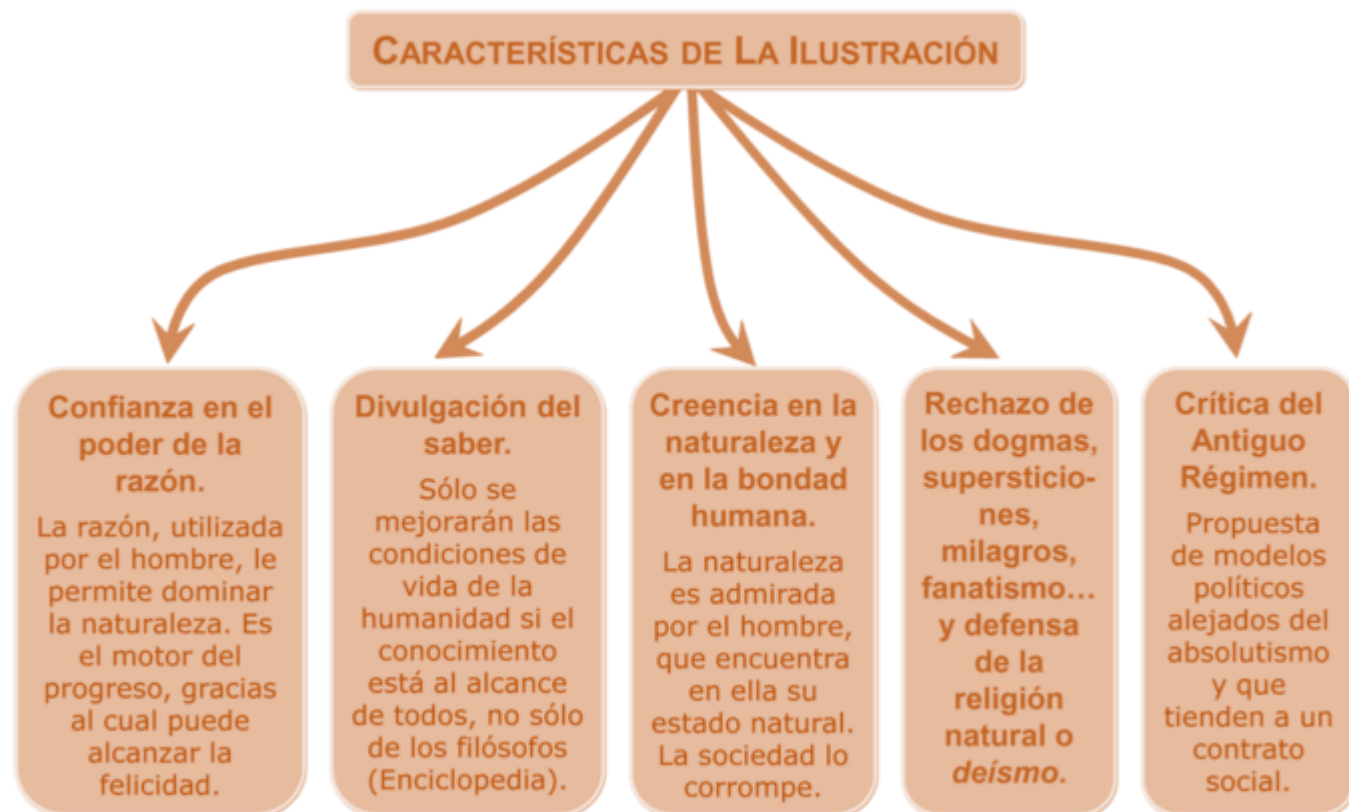 CARACTERÍSTICAS DE LA ILUSTRACIÓN
Confianza en el
poder de la
razón.
La razón, utilizada
por el hombre, le
permite dominar
la naturaleza. Es
el motor del
progreso, gracias
al cual puede
alcanzar la
felicidad.
Divulgación del
saber.
Sólo se
mejorarán las
condiciones de
vida de la
humanidad si el
conocimiento
está al alcance
de todos, no sólo
de los filósofos
(Enciclopedia).
Creencia en la
naturaleza y
en la bondad
humana.
La naturaleza
es admirada
por el hombre,
que encuentra
en ella su
estado natural.
La sociedad lo
corrompe.
Rechazo de
los dogmas,
supersticio-
nes,
milagros,
fanatismo…
y defensa
de la
religión
natural o
deísmo.
Crítica del
Antiguo
Régimen.
Propuesta
de modelos
políticos
alejados del
absolutismo
y que
tienden a un
contrato
social.